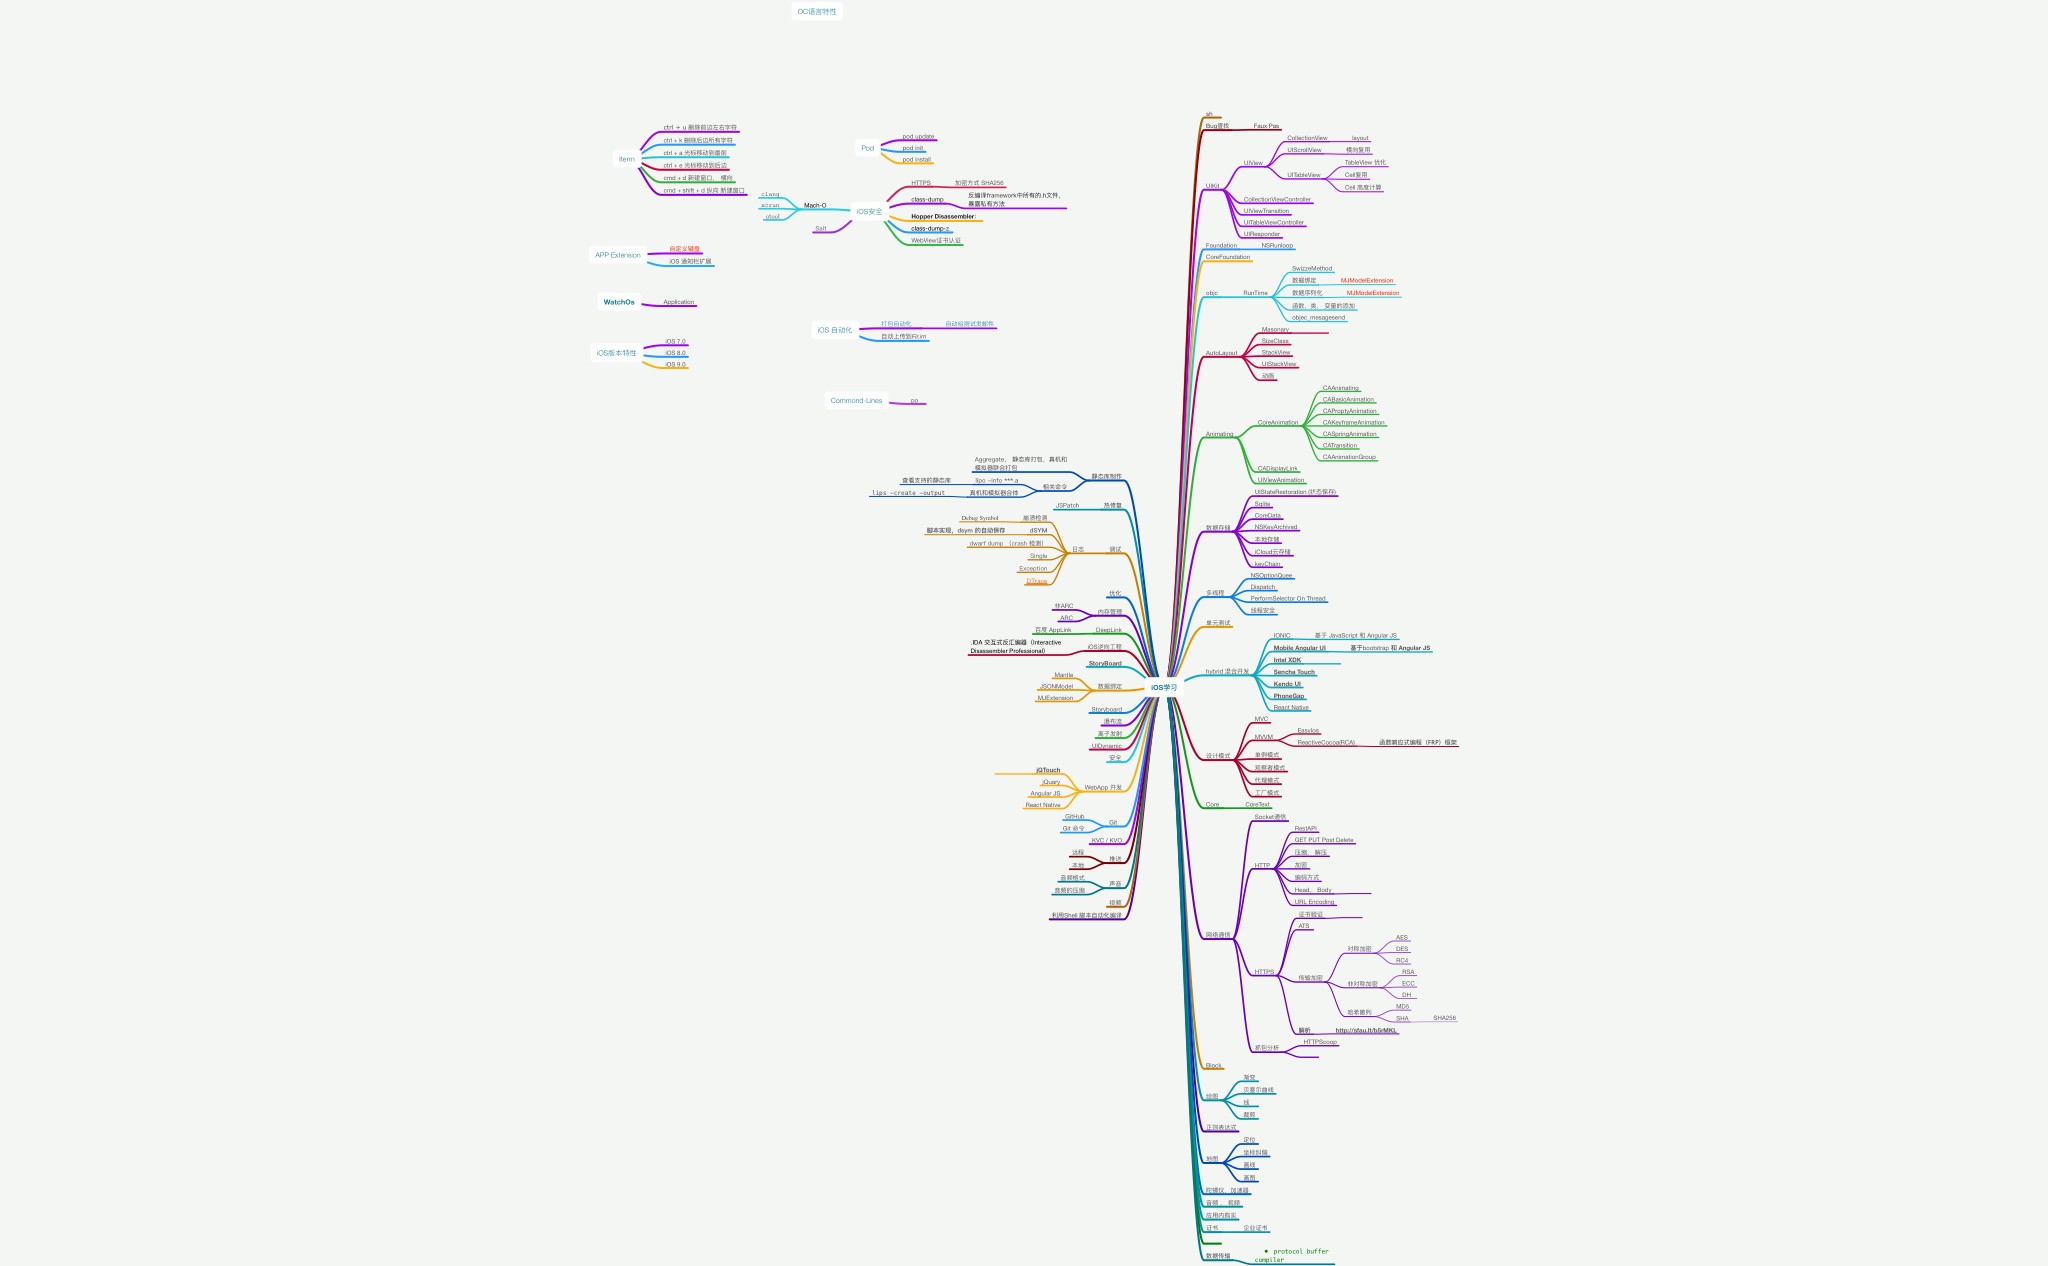 OC语言特性
Iterm
ctrl + u 删除前边左右字符
ctrl + k 删除后边所有字符
ctrl + a 光标移动到最前
ctrl + e 光标移动到后边
cmd + d 新建窗口， 横向
cmd + shift + d 纵向 新建窗口
Pod
pod update
pod init
pod install
iOS安全
HTTPS
加密方式 SHA256
class-dump
反编译framework中所有的.h文件，
暴露私有方法
Hopper Disassembler
class-dump-z
WebView证书认证
Mach-O
clang
xcrun
otool
Salt
APP Extension
自定义键盘
iOS 通知栏扩展
WatchOs
Application
iOS 自动化
打包自动化
自动检测试发邮件
自动上传到Fir.im
iOS版本特性
iOS 7.0
iOS 8.0
iOS 9.0
Commond-Lines
po
iOS学习
静态库制作
Aggregate， 静态库打包，真机和
模拟器联合打包
相关命令
lipo -info ***.a
查看支持的静态库
真机和模拟器合体
lips -create -output
热修复
JSPatch
调试
日志
崩溃检测
Debug Symbol
dSYM
脚本实现，dsym 的自动保存
dwarf dump （crash 检测）
Single
Exception
DTrace
优化
内存管理
非ARC
ARC
DeepLink
百度 AppLink
iOS逆向工程
IDA 交互式反汇编器（Interactive
Disassembler Professional）
StoryBoard
数据绑定
Mantle
JSONModel
MJExtension
Storyboard
瀑布流
离子发射
UIDynamic
安全
WebApp 开发
jQTouch
jQuary
Angular JS
React Native
Git
GitHub
Git 命令
KVC / KVO
推送
远程
本地
声音
音频格式
音频的压缩
视频
利用Shell 脚本自动化编译
sh
Bug查找
Faux Pas
UIKit
UIView
CollectionView
layout
UIScrollView
横向复用
UITableView
TableView 优化
Cell复用
Cell 高度计算
CollectionViewController
UIViewTransition
UITableViewController
UIResponder
Foundation
NSRunloop
CoreFoundation
objc
RunTime
SwizzeMethod
数据绑定
MJModelExtension
数据序列化
MJModelExtension
函数、类、 变量的添加
objec_mesagesend
AutoLayout
Masonary
SizeClass
StackView
UIStackView
动画
Animating
CoreAnimation
CAAnimating
CABasicAnimation
CAProptyAnimation
CAKeyframeAnimation
CASpringAnimation
CATransition
CAAnimationGroup
CADisplayLink
UIViewAnimation
数据存储
UIStateRestoration (状态保存)
Sqlite
CoreData
NSKeyArchived
本地存储
iCloud云存储
keyChain
多线程
NSOptionQuee
Dispatch
PerformSelector On Thread
线程安全
单元测试
hybrid 混合开发
IONIC
基于 JavaScript 和 Angular JS
Mobile Angular UI
基于bootstrap 和 Angular JS
Intel XDK
Sencha Touch
Kendo UI
PhoneGap
React Native
设计模式
MVC
MVVM
EasyIos
ReactiveCocoa(RCA)
函数响应式编程（FRP）框架
单例模式
观察者模式
代理模式
工厂模式
Core
CoreText
网络通信
Socket通信
HTTP
RestAPI
GET PUT Post Delete
压缩、 解压
加密
编码方式
Head、 Body
URL Encoding
HTTPS
证书验证
ATS
传输加密
对称加密
AES
DES
RC4
非对称加密
RSA
ECC
DH
哈希散列
MD5
SHA
SHA256
解析
http://sfau.lt/b5rMKL
抓包分析
HTTPScoop
Block
绘图
渐变
贝塞尔曲线
线
裁剪
正则表达式
地图
定位
坐标纠偏
画线
画图
陀螺仪、加速器
音频 、 视频
应用内购买
证书
企业证书
数据传输
• protocol buffer
compiler